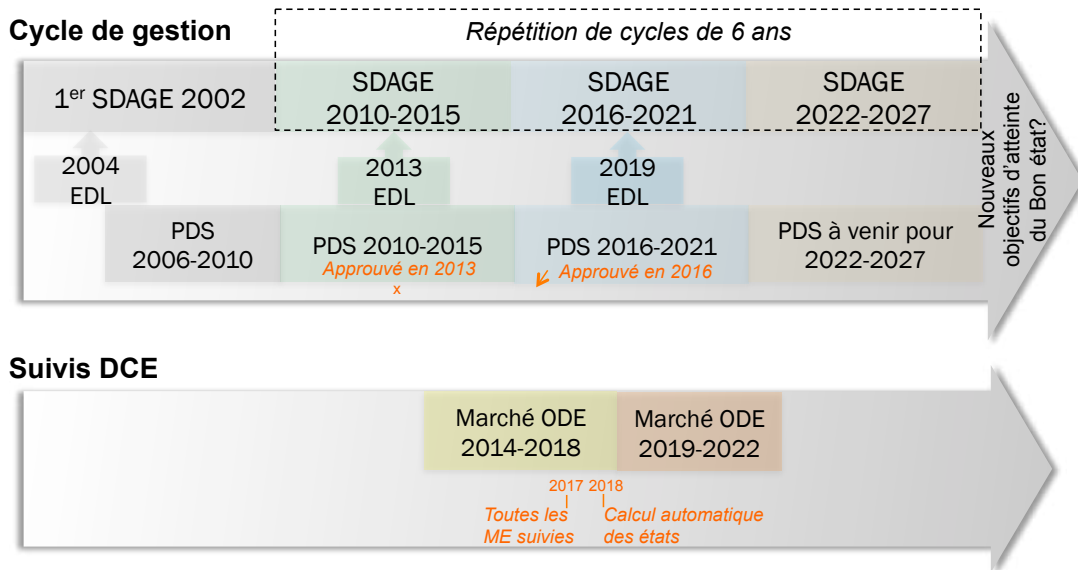 Cycle de gestion
Répétition de cycles de 6 ans
1er SDAGE 2002
SDAGE
2010-2015
SDAGE
2016-2021
SDAGE
2022-2027
2004
EDL
2013
EDL
2019
EDL
PDS
2006-2010
PDS 2010-2015
Approuvé en 2013
x
PDS 2016-2021
Approuvé en 2016
PDS à venir pour
2022-2027
Nouveaux
objectifs d’atteinte
du Bon état?
Suivis DCE
Marché ODE
2014-2018
Marché ODE
2019-2022
2017 2018
Toutes les
ME suivies
Calcul automatique
des états